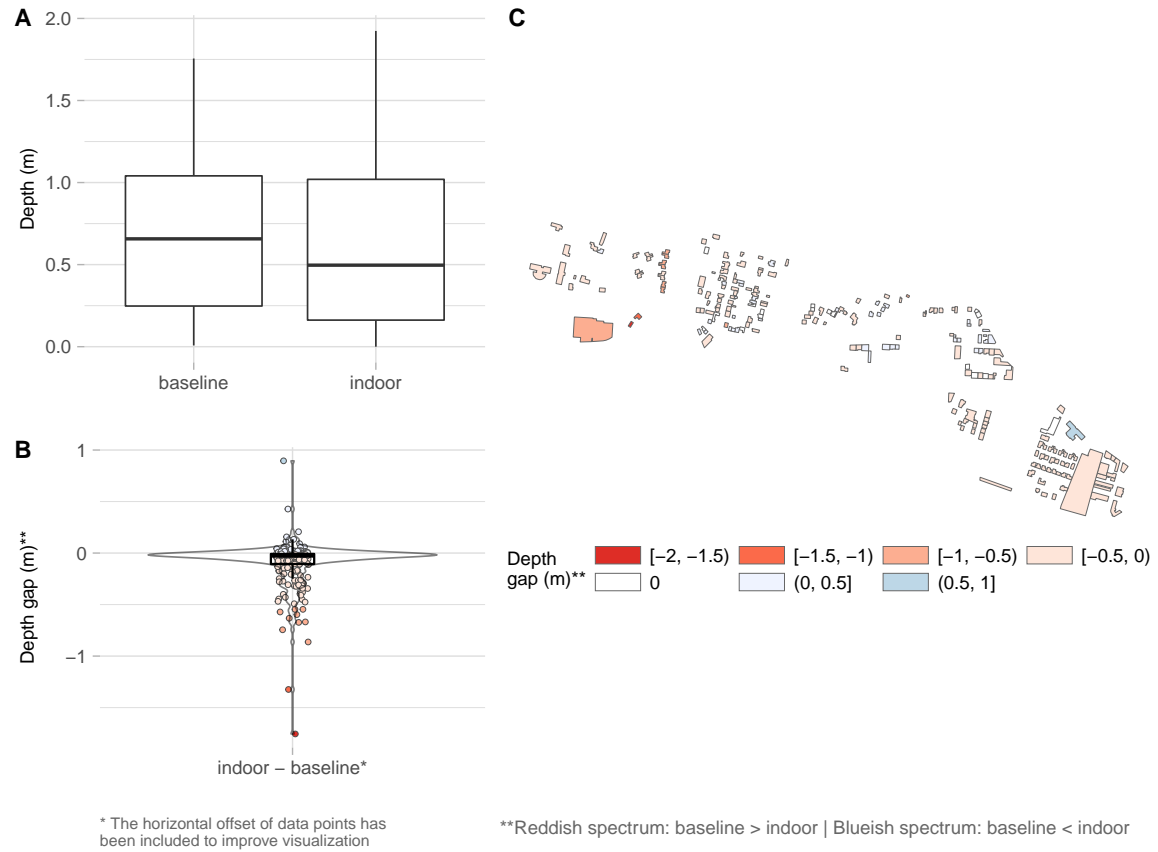 A
2.0
1.5
1.0
0.5
0.0
Depth (m)
baseline
indoor
B
1
0
−1
Depth gap (m)**
indoor − baseline*
* The horizontal offset of data points has
been included to improve visualization
C
Depth
gap (m)**
[−2, −1.5)
[−1.5, −1)
[−1, −0.5)
[−0.5, 0)
0
(0, 0.5]
(0.5, 1]
**Reddish spectrum: baseline > indoor | Blueish spectrum: baseline < indoor